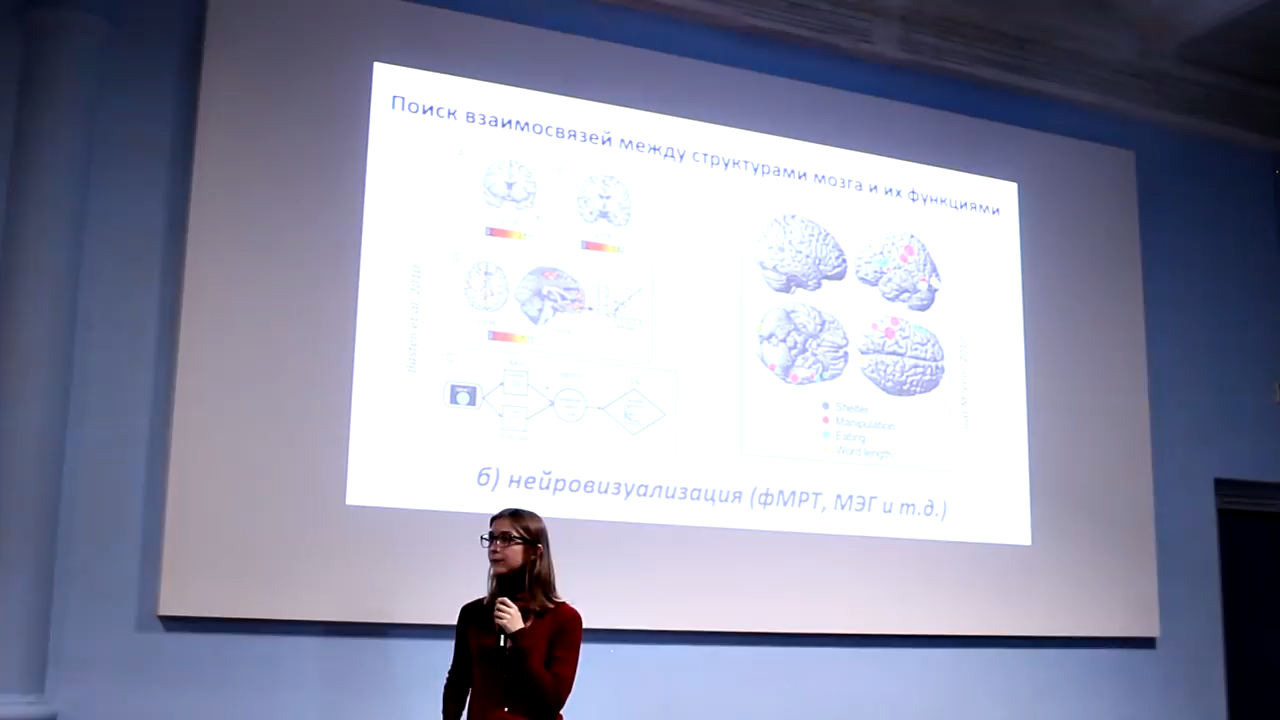 Поиск взаимосвязей между структурами мозга и их функциями
Shelter
Manipulation
Eating
Word length
б) нейровизуализация (фМРТ, МЭГ и т.д.)